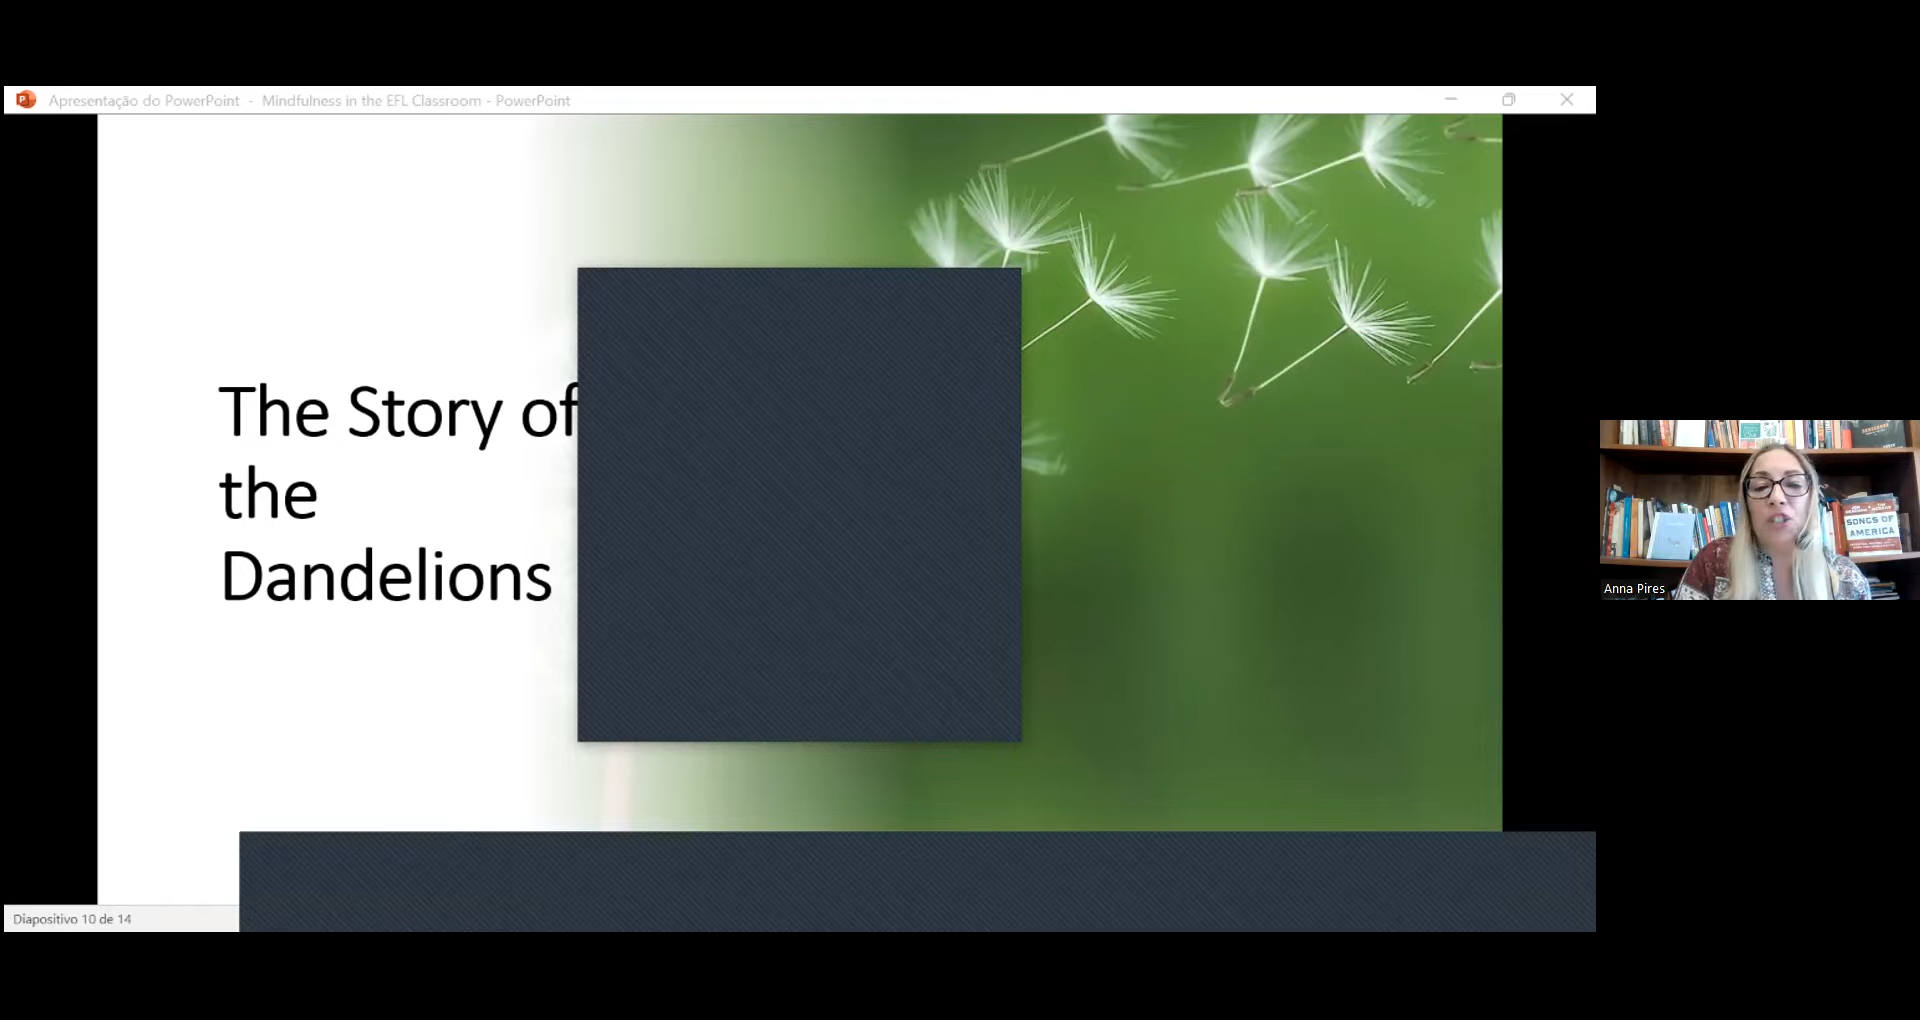 Apresentação do PowerPoint - Mindfulness in the EFL Classroom - PowerPoint
The Story of
the
Dandelions
SONGS OF
AMERICA
Anna Pires
Diapositivo 10 de 14